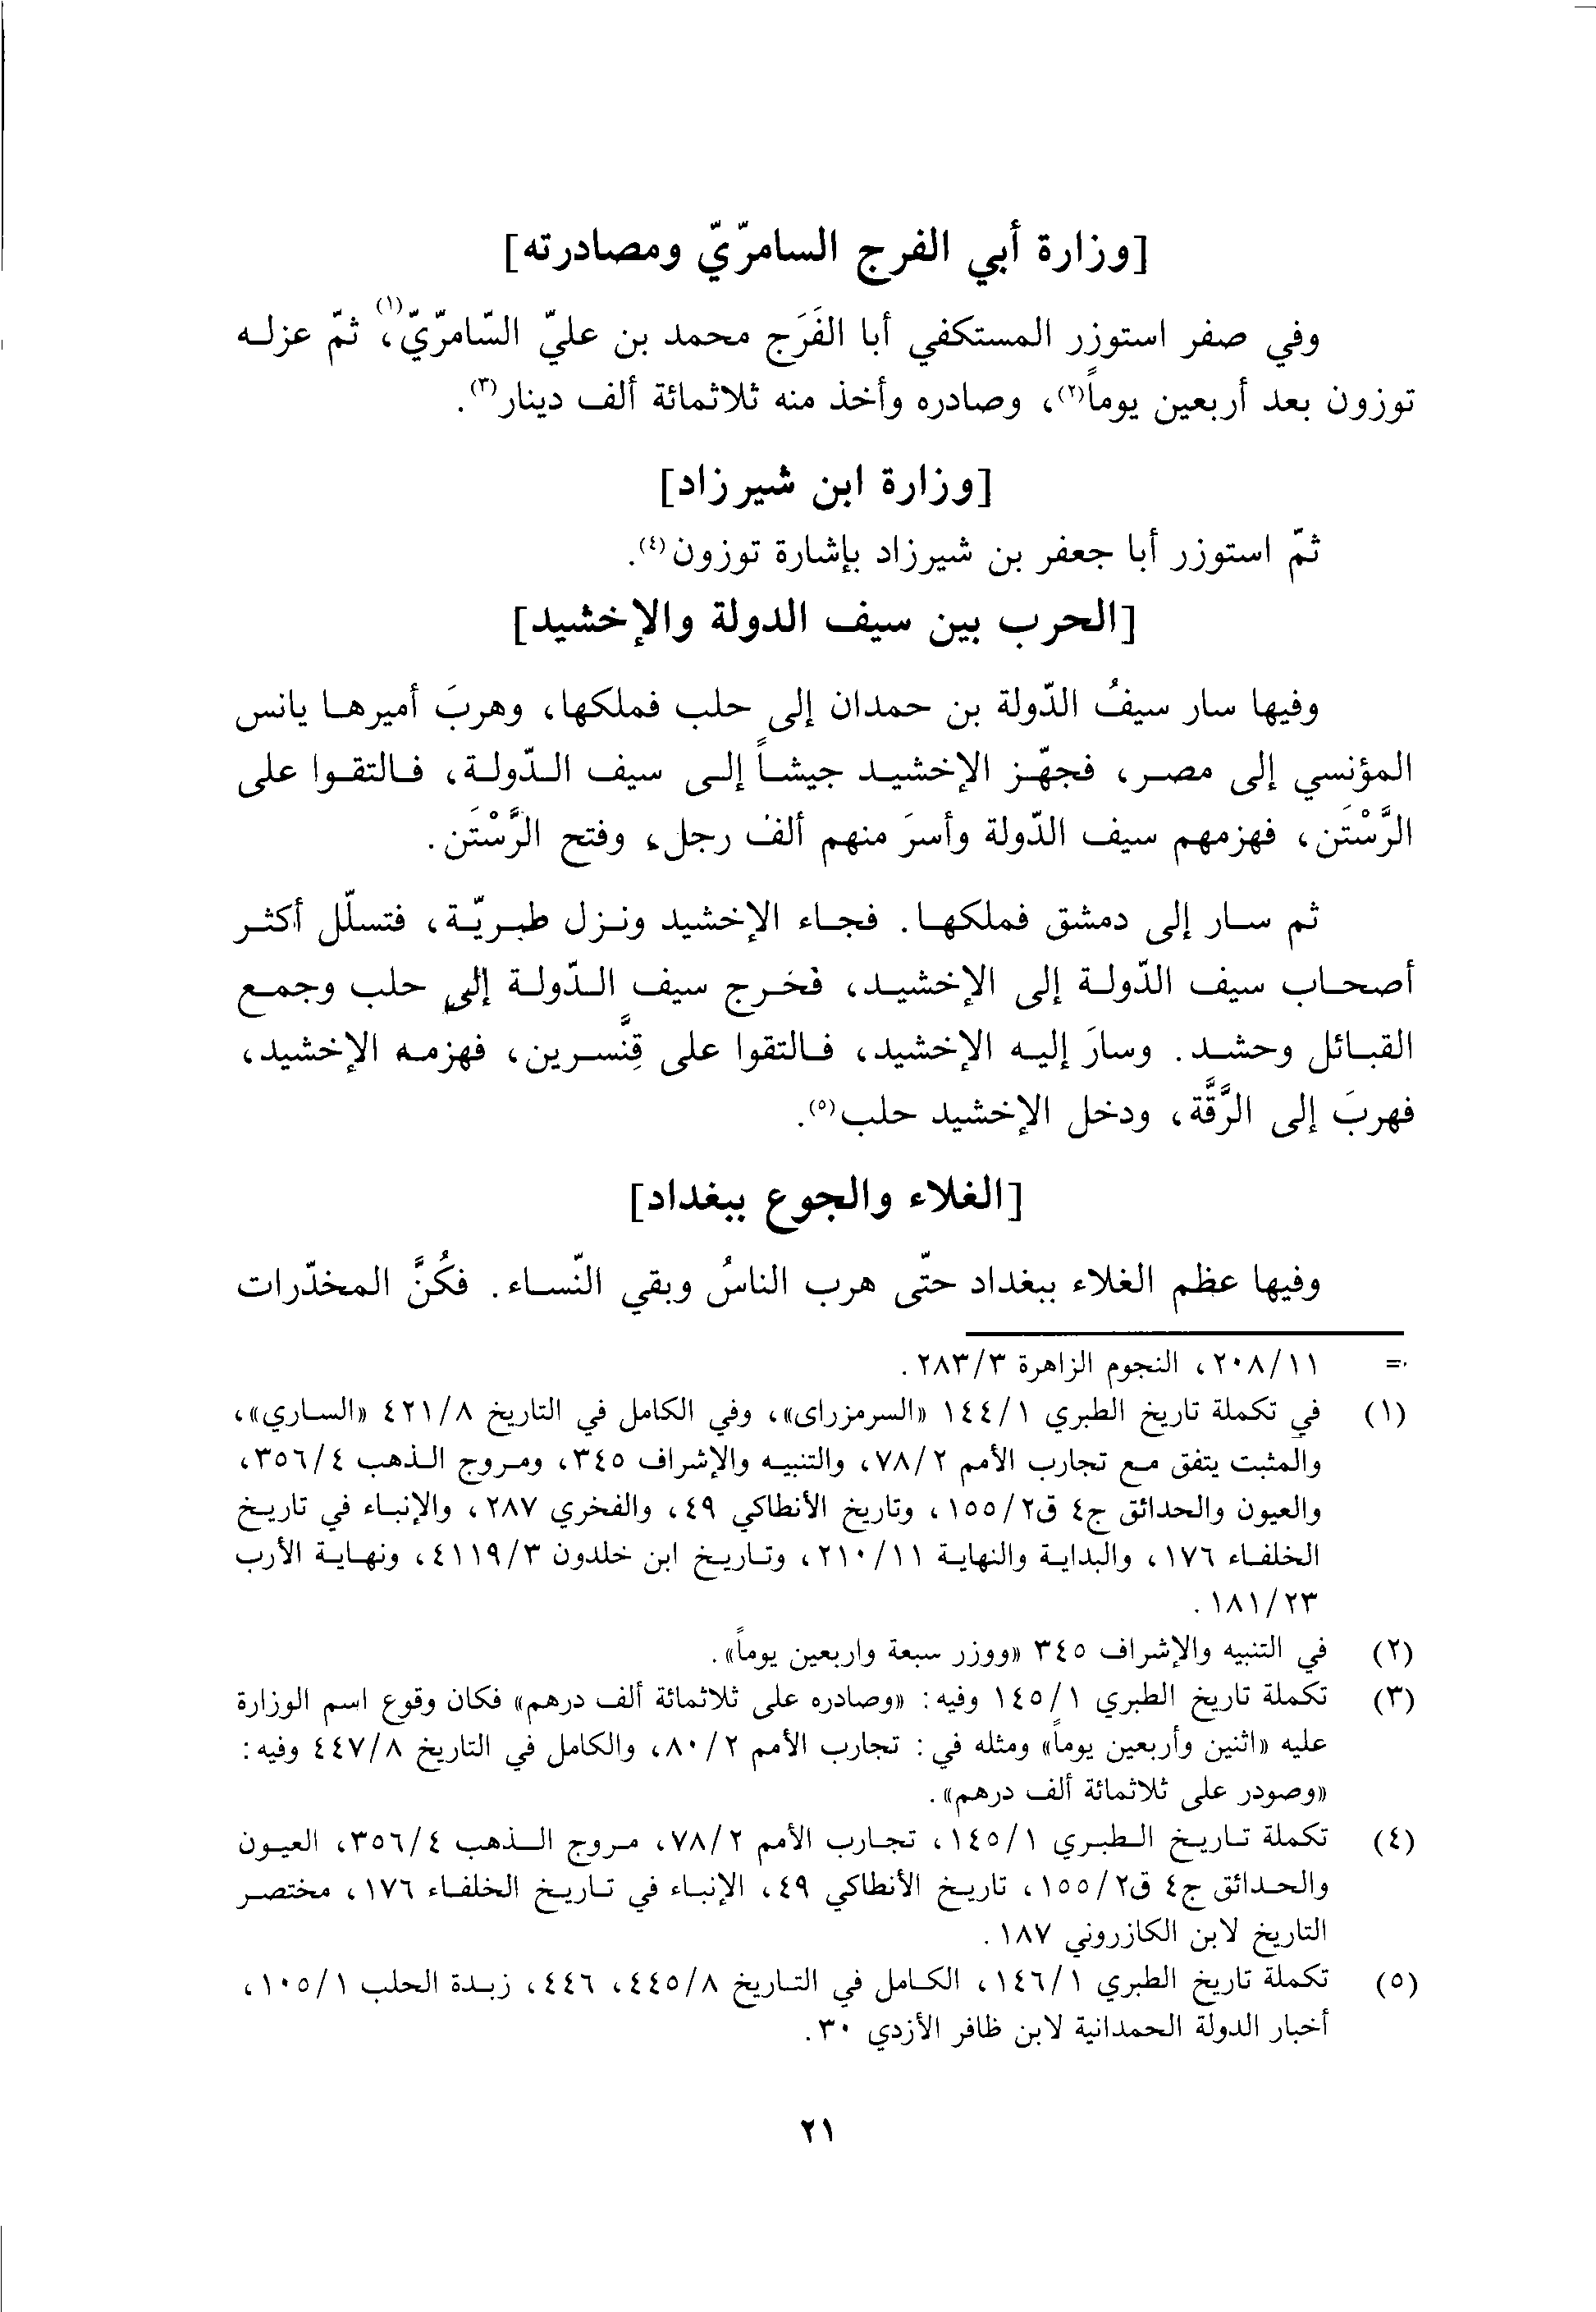 [وزارة أبي الفرج السامرّيّ ومصادرته]
وفي صفر استوزر المستكفي أبا الفَرَج محمد بن عليّ السّامرّيّ(١)، ثمّ عزله
توزون بعد أربعين يوماً(٢)، وصادره وأخذ منه ثلاثمائة ألف دينار(٣).
[وزارة ابن شيرزاد]
ثمّ استوزر أبا جعفر بن شيرزاد بإشارة توزون(٤).
[الحرب بين سيف الدولة والإخشيد]
وفيها سار سيفُ الدّولة بن حمدان إلى حلب فملكها، وهربَ أميرها يانس
المؤنسي إلى مصر، فجهّز الإخشيد جيشاً إلى سيف الدّولة، فالتقوا على
الرَّسْتَن، فهزمهم سيف الدّولة وأسرَ منهم ألف رجل، وفتح الرَّسْتَن.
ثم سار إلى دمشق فملكها. فجاء الإخشيد ونزل طبريّة، فتسلّل أكثر
أصحاب سيف الدّولة إلى الإخشيد، فخرج سيف الدّولة إلى حلب وجمع
القبائل وحشد. وسارَ إليه الإخشيد، فالتقوا على قِنَّسرين، فهزمه الإخشيد،
فهربَ إلى الرَّقَّة، ودخل الإخشيد حلب(٥).
[الغلاء والجوع ببغداد]
وفيها عظم الغلاء ببغداد حتّى هرب الناسُ وبقي النّساء. فكُنَّ المخدّرات
= ٢٠٨/١١، النجوم الزاهرة ٢٨٣/٣.
(١) في تكملة تاريخ الطبري ١٤٤/١ «السرمزراى»، وفي الكامل في التاريخ ٤٢١/٨ «الساري»،
والمثبت يتفق مع تجارب الأمم ٧٨/٢، والتنبيه والإشراف ٣٤٥، ومروج الذهب ٣٥٦/٤،
والعيون والحدائق ج٤ ق١٥٥/٢، وتاريخ الأنطاكي ٤٩، والفخري ٢٨٧، والإنباء في تاريخ
الخلفاء ١٧٦، والبداية والنهاية ٢١٠/١١، وتاريخ ابن خلدون ٤١١٩/٣، ونهاية الأرب
١٨١/٢٣.
(٢) في التنبيه والإشراف ٣٤٥ «ووزر سبعة واربعين يوماً».
(٣) تكملة تاريخ الطبري ١٤٥/١ وفيه: «وصادره على ثلاثمائة ألف درهم» فكان وقوع اسم الوزارة
عليه «اثنين وأربعين يوماً» ومثله في: تجارب الأمم ٨٠/٢، والكامل في التاريخ ٤٤٧/٨ وفيه:
«وصودر على ثلاثمائة ألف درهم».
(٤) تكملة تاريخ الطبري ١٤٥/١، تجارب الأمم ٧٨/٢، مروج الذهب ٣٥٦/٤، العيون
والحدائق ج٤ ق١٥٥/٢، تاريخ الأنطاكي ٤٩، الإنباء في تاريخ الخلفاء ١٧٦، مختصر
التاريخ لابن الكازروني ١٨٧.
(٥) تكملة تاريخ الطبري ١٤٦/١، الكامل في التاريخ ٤٤٥/٨، ٤٤٦، زبدة الحلب ١٠٥/١،
أخبار الدولة الحمدانية لابن ظافر الأزدي ٣٠.
٢١